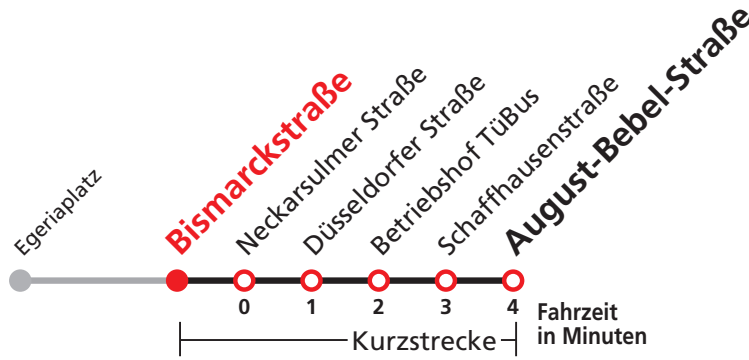 Egeriaplatz
Bismarckstraße
Neckarsulmer Straße
Düsseldorfer Straße
Betriebshof TüBus
Schaffhausenstraße
August-Bebel-Straße
0 1 2 3 4
Fahrzeit
in Minuten
Kurzstrecke